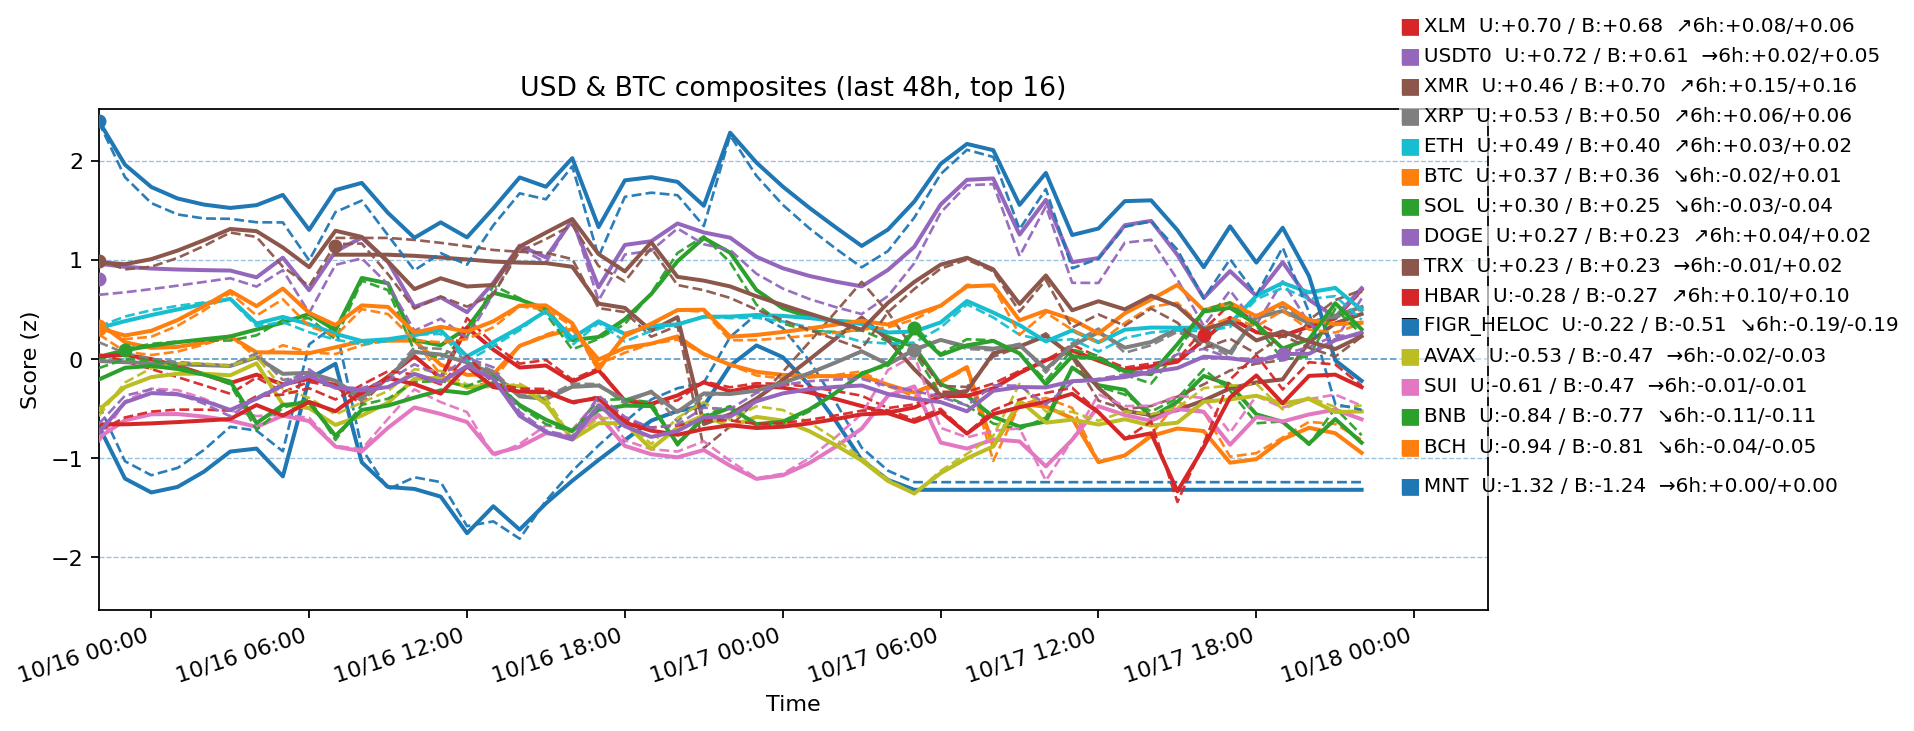 XLM  U:+0.70 / B:+0.68  ↗6h:+0.08/+0.06
USDT0  U:+0.72 / B:+0.61  →6h:+0.02/+0.05
USD & BTC composites (last 48h, top 16)
XMR  U:+0.46 / B:+0.70  ↗6h:+0.15/+0.16
XRP  U:+0.53 / B:+0.50  ↗6h:+0.06/+0.06
ETH  U:+0.49 / B:+0.40  ↗6h:+0.03/+0.02
BTC  U:+0.37 / B:+0.36  ↘6h:-0.02/+0.01
SOL  U:+0.30 / B:+0.25  ↘6h:-0.03/-0.04
DOGE  U:+0.27 / B:+0.23  ↗6h:+0.04/+0.02
TRX  U:+0.23 / B:+0.23  →6h:-0.01/+0.02
HBAR  U:-0.28 / B:-0.27  ↗6h:+0.10/+0.10
FIGR_HELOC  U:-0.22 / B:-0.51  ↘6h:-0.19/-0.19
AVAX  U:-0.53 / B:-0.47  →6h:-0.02/-0.03
SUI  U:-0.61 / B:-0.47  →6h:-0.01/-0.01
BNB  U:-0.84 / B:-0.77  ↘6h:-0.11/-0.11
BCH  U:-0.94 / B:-0.81  ↘6h:-0.04/-0.05
MNT  U:-1.32 / B:-1.24  →6h:+0.00/+0.00
Score (z)
2
1
0
−1
−2
10/16 00:00
10/16 06:00
10/16 12:00
10/16 18:00
10/17 00:00
10/17 06:00
10/17 12:00
10/17 18:00
10/18 00:00
Time